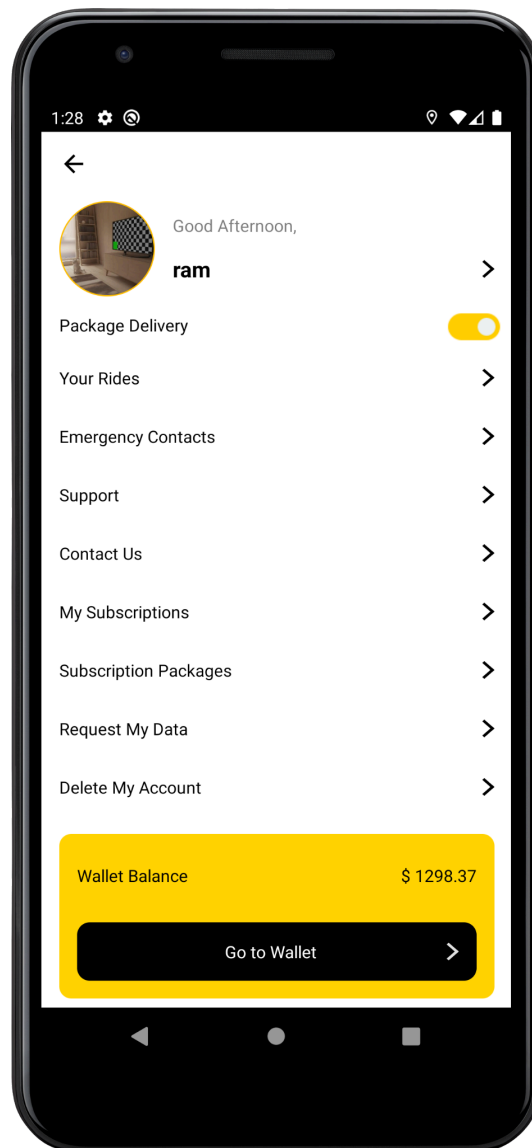 1:28
Good Afternoon,
ram
Package Delivery
Your Rides
Emergency Contacts
Support
Contact Us
My Subscriptions
Subscription Packages
Request My Data
Delete My Account
Wallet Balance $ 1298.37
Go to Wallet